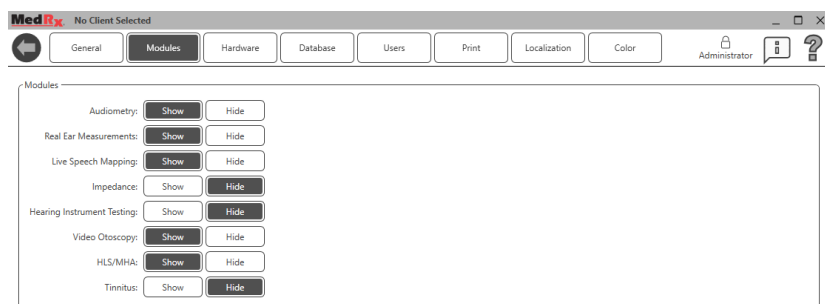 MedRx No Client Selected
General Modules Hardware Database Users Print Localization Color Administrator i ?
Modules
Audiometry: Show Hide
Real Ear Measurements: Show Hide
Live Speech Mapping: Show Hide
Impedance: Show Hide
Hearing Instrument Testing: Show Hide
Video Otoscopy: Show Hide
HLS/MHA: Show Hide
Tinnitus: Show Hide